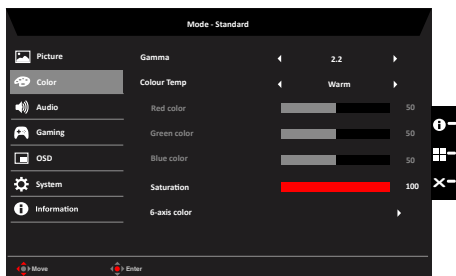 Mode - Standard
Picture
Gamma 2.2
Color
Colour Temp Warm
Audio
Red color 50
Gaming
Green color 50
OSD
Blue color 50
System
Saturation 100
Information
6-axis color
Move Enter